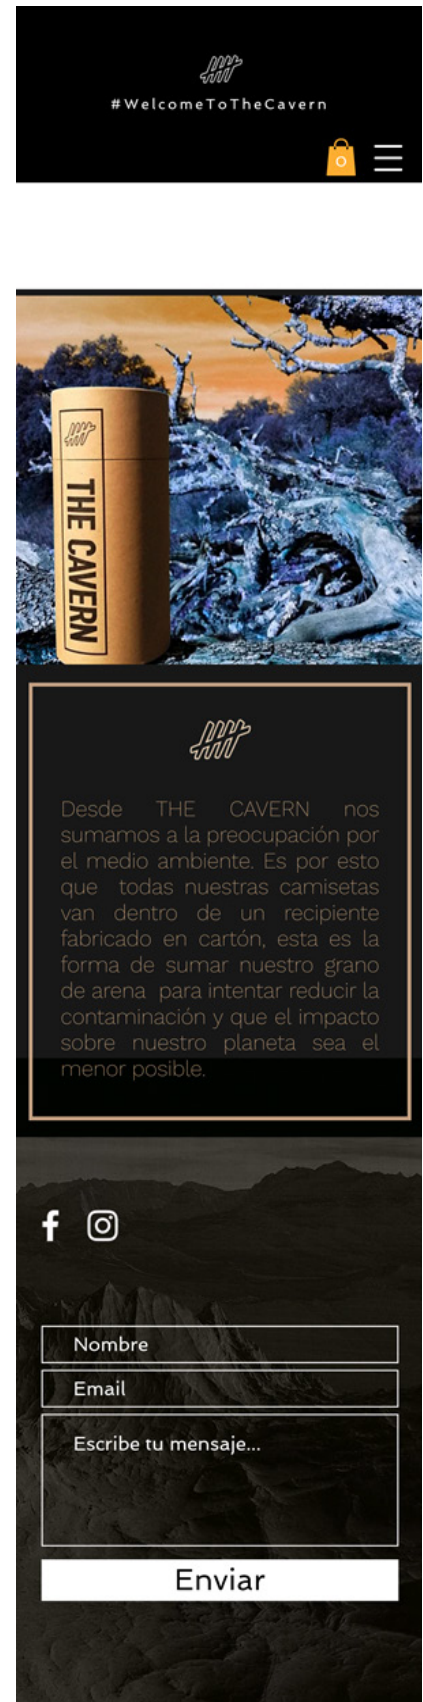 #WelcomeToTheCavern
0
THE CAVERN
Desde THE CAVERN nos
sumamos a la preocupación por
el medio ambiente. Es por esto
que todas nuestras camisetas
van dentro de un recipiente
fabricado en cartón, esta es la
forma de sumar nuestro grano
de arena para intentar reducir la
contaminación y que el impacto
sobre nuestro planeta sea el
menor posible.
Nombre
Email
Escribe tu mensaje...
Enviar